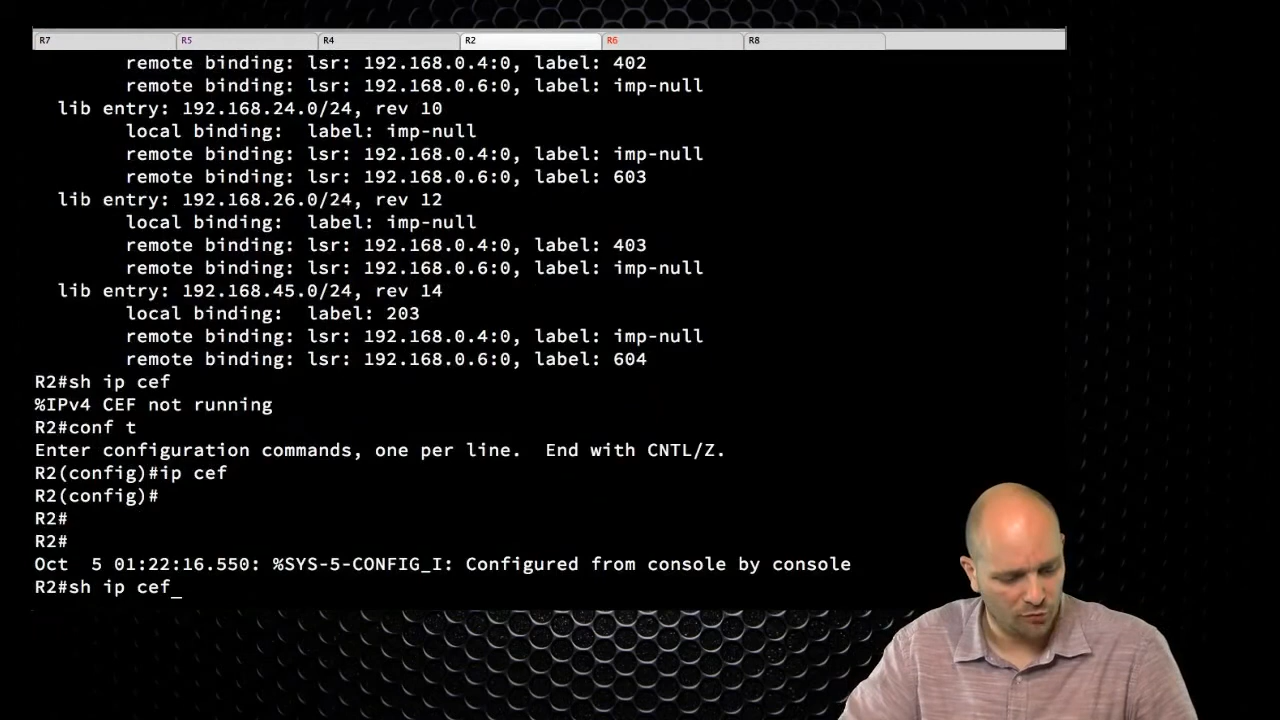 R7 R5 R4 R2 R6 R8
remote binding: lsr: 192.168.0.4:0, label: 402
remote binding: lsr: 192.168.0.6:0, label: imp-null
lib entry: 192.168.24.0/24, rev 10
local binding:  label: imp-null
remote binding: lsr: 192.168.0.4:0, label: imp-null
remote binding: lsr: 192.168.0.6:0, label: 603
lib entry: 192.168.26.0/24, rev 12
local binding:  label: imp-null
remote binding: lsr: 192.168.0.4:0, label: 403
remote binding: lsr: 192.168.0.6:0, label: imp-null
lib entry: 192.168.45.0/24, rev 14
local binding:  label: 203
remote binding: lsr: 192.168.0.4:0, label: imp-null
remote binding: lsr: 192.168.0.6:0, label: 604
R2#sh ip cef
%IPv4 CEF not running
R2#conf t
Enter configuration commands, one per line.  End with CNTL/Z.
R2(config)#ip cef
R2(config)#
R2#
R2#
Oct  5 01:22:16.550: %SYS-5-CONFIG_I: Configured from console by console
R2#sh ip cef_